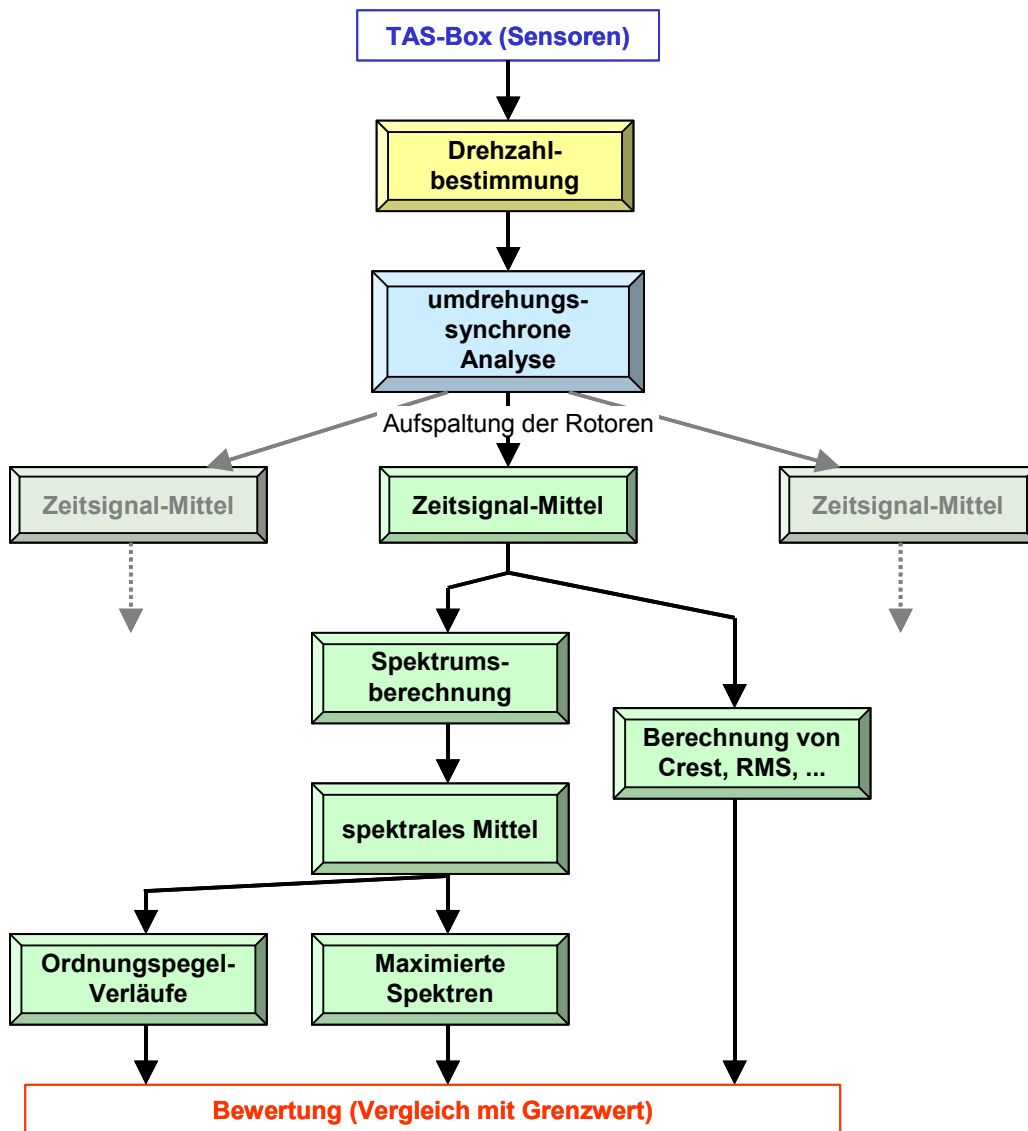 TAS-Box (Sensoren)
Drehzahl-
bestimmung
umdrehungs-
synchrone
Analyse
Aufspaltung der Rotoren
Zeitsignal-Mittel
Zeitsignal-Mittel
Zeitsignal-Mittel
Spektrums-
berechnung
Berechnung von
Crest, RMS, ...
spektrales Mittel
Ordnungspegel-
Verläufe
Maximierte
Spektren
Bewertung (Vergleich mit Grenzwert)